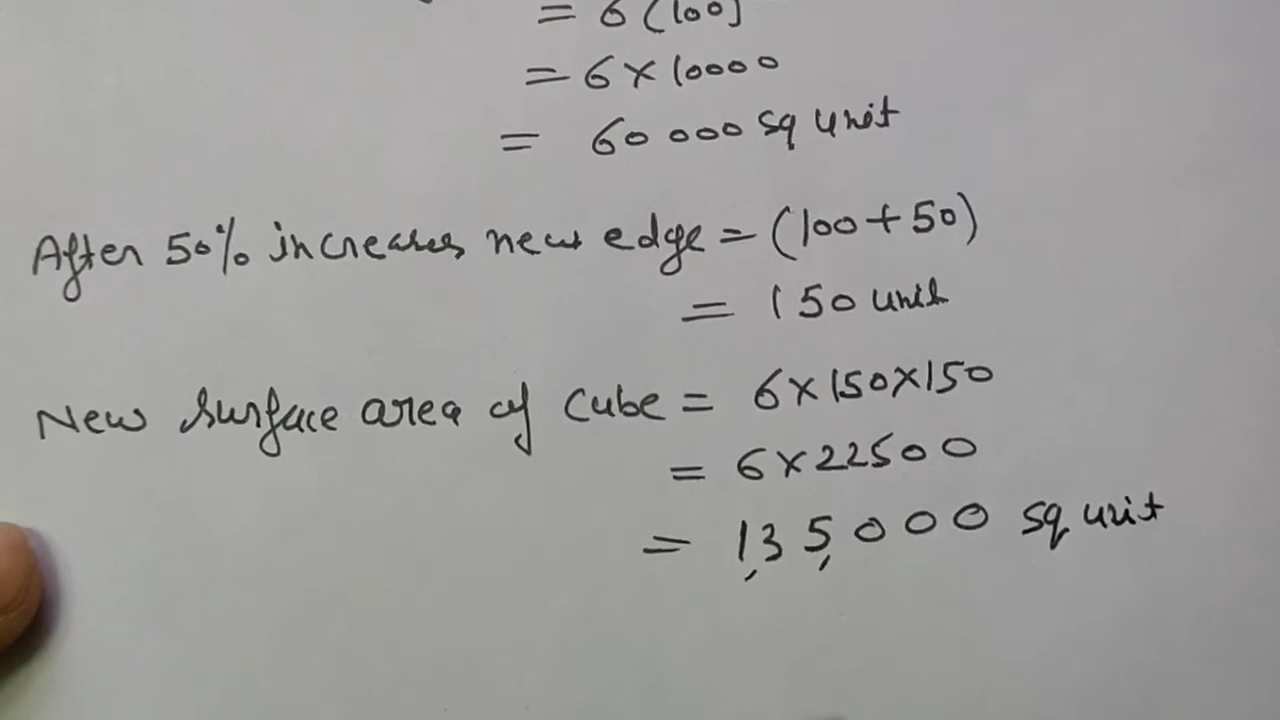 = 6(100)
= 6×10000
= 60000 sq unit
After 50% increases new edge = (100+50)
= 150 unit
New surface area of cube = 6×150×150
= 6×22500
= 1,35,000 sq unit